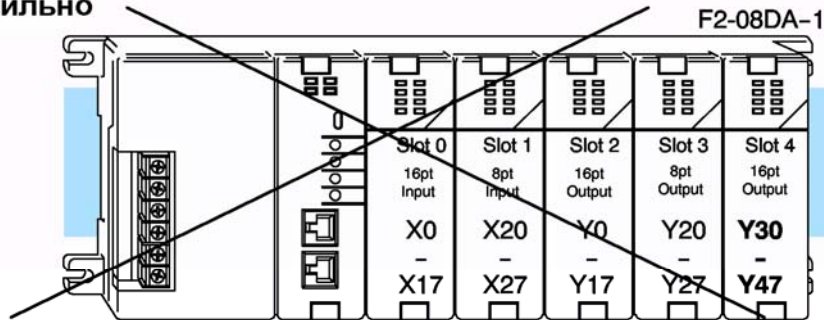 ильно
F2-08DA-1
Slot 0
16pt
Input
X0
-
X17
Slot 1
8pt
Input
X20
-
X27
Slot 2
16pt
Output
Y0
-
Y17
Slot 3
8pt
Output
Y20
-
Y27
Slot 4
16pt
Output
Y30
-
Y47